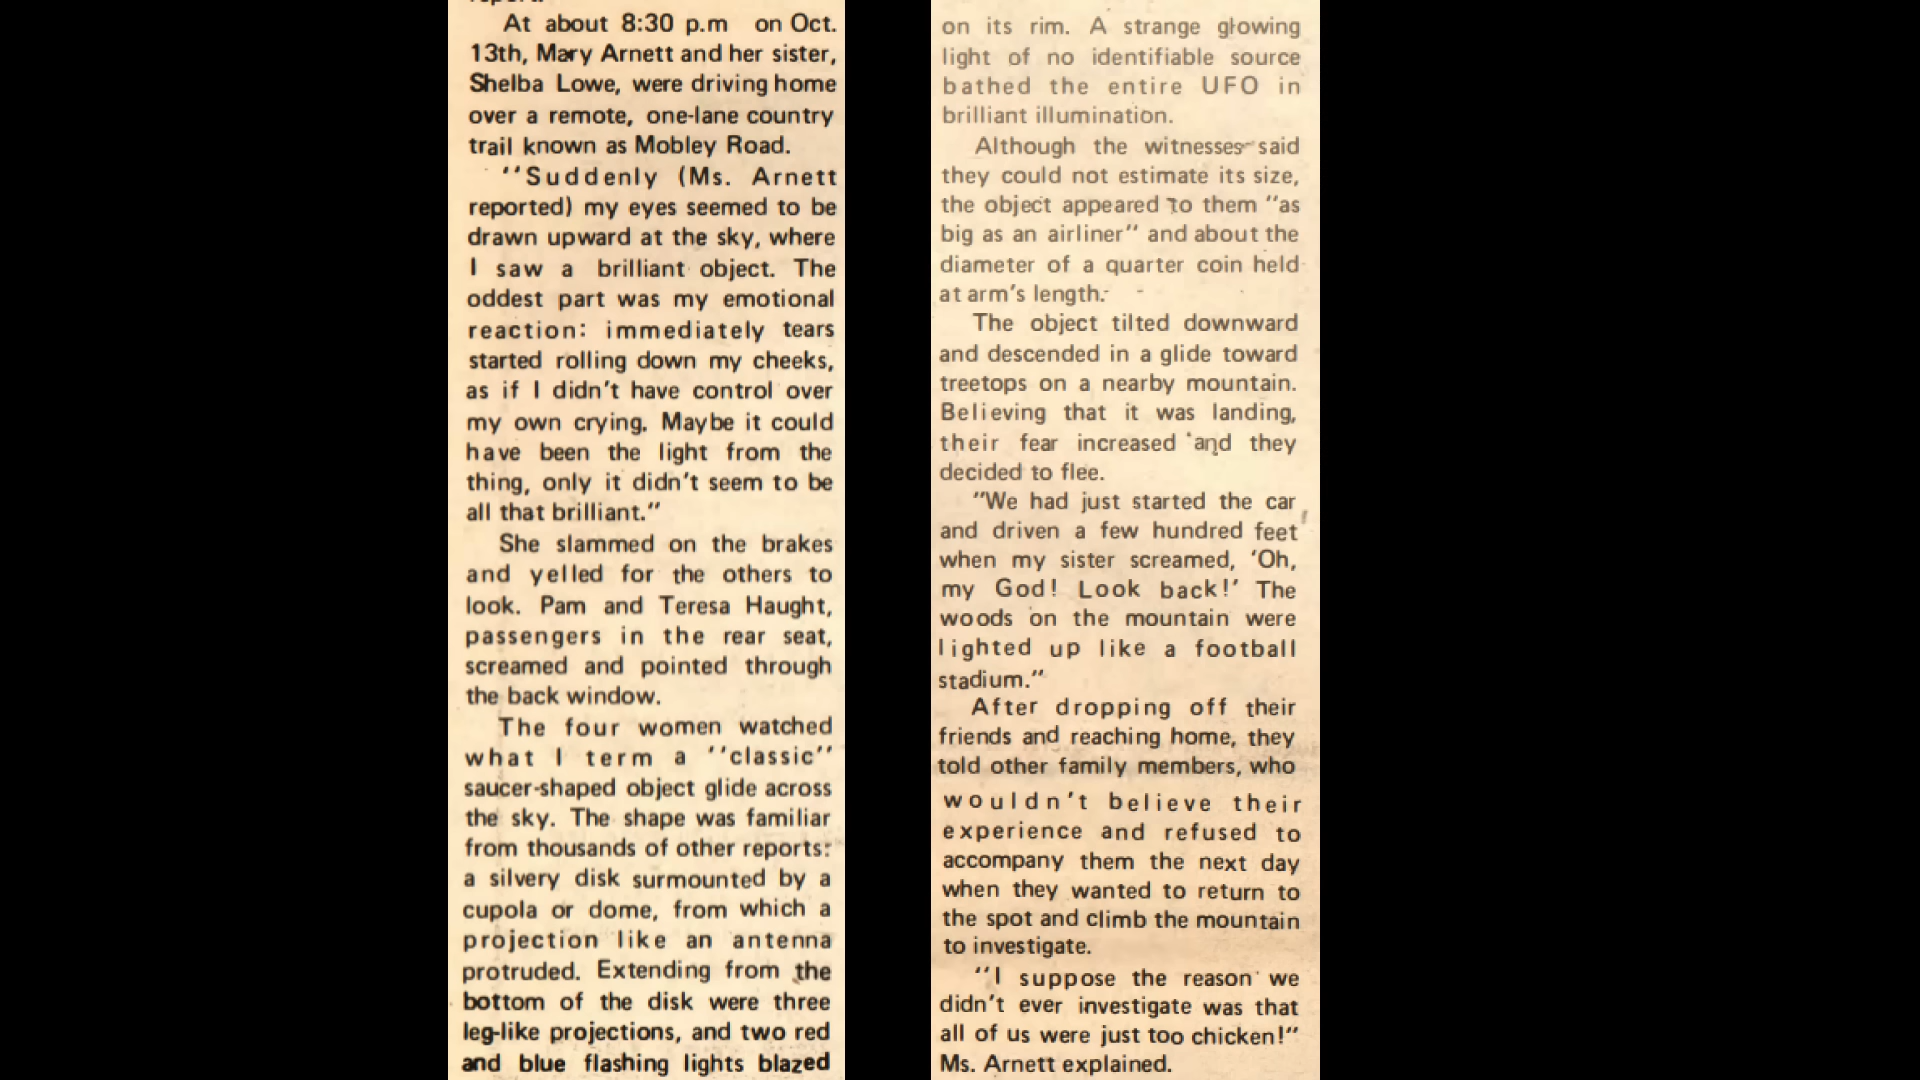 At about 8:30 p.m on Oct.
13th, Mary Arnett and her sister,
Shelba Lowe, were driving home
over a remote, one-lane country
trail known as Mobley Road.
"Suddenly (Ms. Arnett
reported) my eyes seemed to be
drawn upward at the sky, where
I saw a brilliant object. The
oddest part was my emotional
reaction: immediately tears
started rolling down my cheeks,
as if I didn't have control over
my own crying. Maybe it could
have been the light from the
thing, only it didn't seem to be
all that brilliant."
She slammed on the brakes
and yelled for the others to
look. Pam and Teresa Haught,
passengers in the rear seat,
screamed and pointed through
the back window.
The four women watched
what I term a "classic"
saucer-shaped object glide across
the sky. The shape was familiar
from thousands of other reports:
a silvery disk surmounted by a
cupola or dome, from which a
projection like an antenna
protruded. Extending from the
bottom of the disk were three
leg-like projections, and two red
and blue flashing lights blazed
on its rim. A strange glowing
light of no identifiable source
bathed the entire UFO in
brilliant illumination.
Although the witnesses said
they could not estimate its size,
the object appeared to them "as
big as an airliner" and about the
diameter of a quarter coin held
at arm's length.
The object tilted downward
and descended in a glide toward
treetops on a nearby mountain.
Believing that it was landing,
their fear increased and they
decided to flee.
"We had just started the car
and driven a few hundred feet
when my sister screamed, 'Oh,
my God! Look back!' The
woods on the mountain were
lighted up like a football
stadium."
After dropping off their
friends and reaching home, they
told other family members, who
wouldn't believe their
experience and refused to
accompany them the next day
when they wanted to return to
the spot and climb the mountain
to investigate.
"I suppose the reason we
didn't ever investigate was that
all of us were just too chicken!"
Ms. Arnett explained.